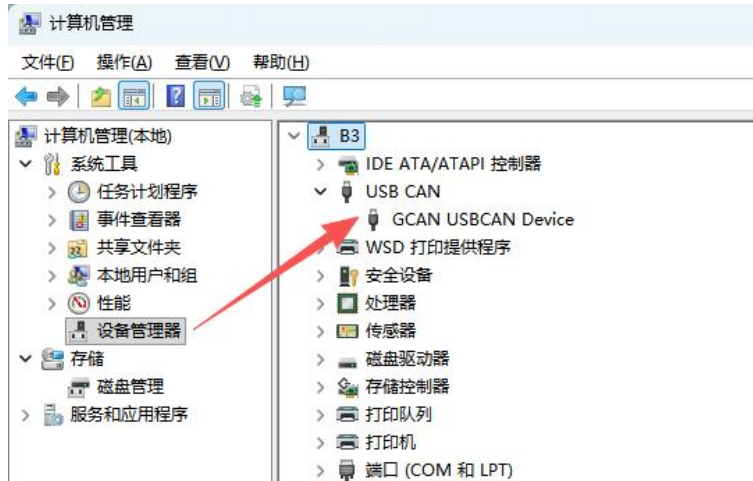 计算机管理
文件(F) 操作(A) 查看(V) 帮助(H)
计算机管理(本地)
系统工具
任务计划程序
事件查看器
共享文件夹
本地用户和组
性能
设备管理器
存储
磁盘管理
服务和应用程序
B3
IDE ATA/ATAPI 控制器
USB CAN
GCAN USBCAN Device
WSD 打印提供程序
安全设备
处理器
传感器
磁盘驱动器
存储控制器
打印队列
打印机
端口 (COM 和 LPT)